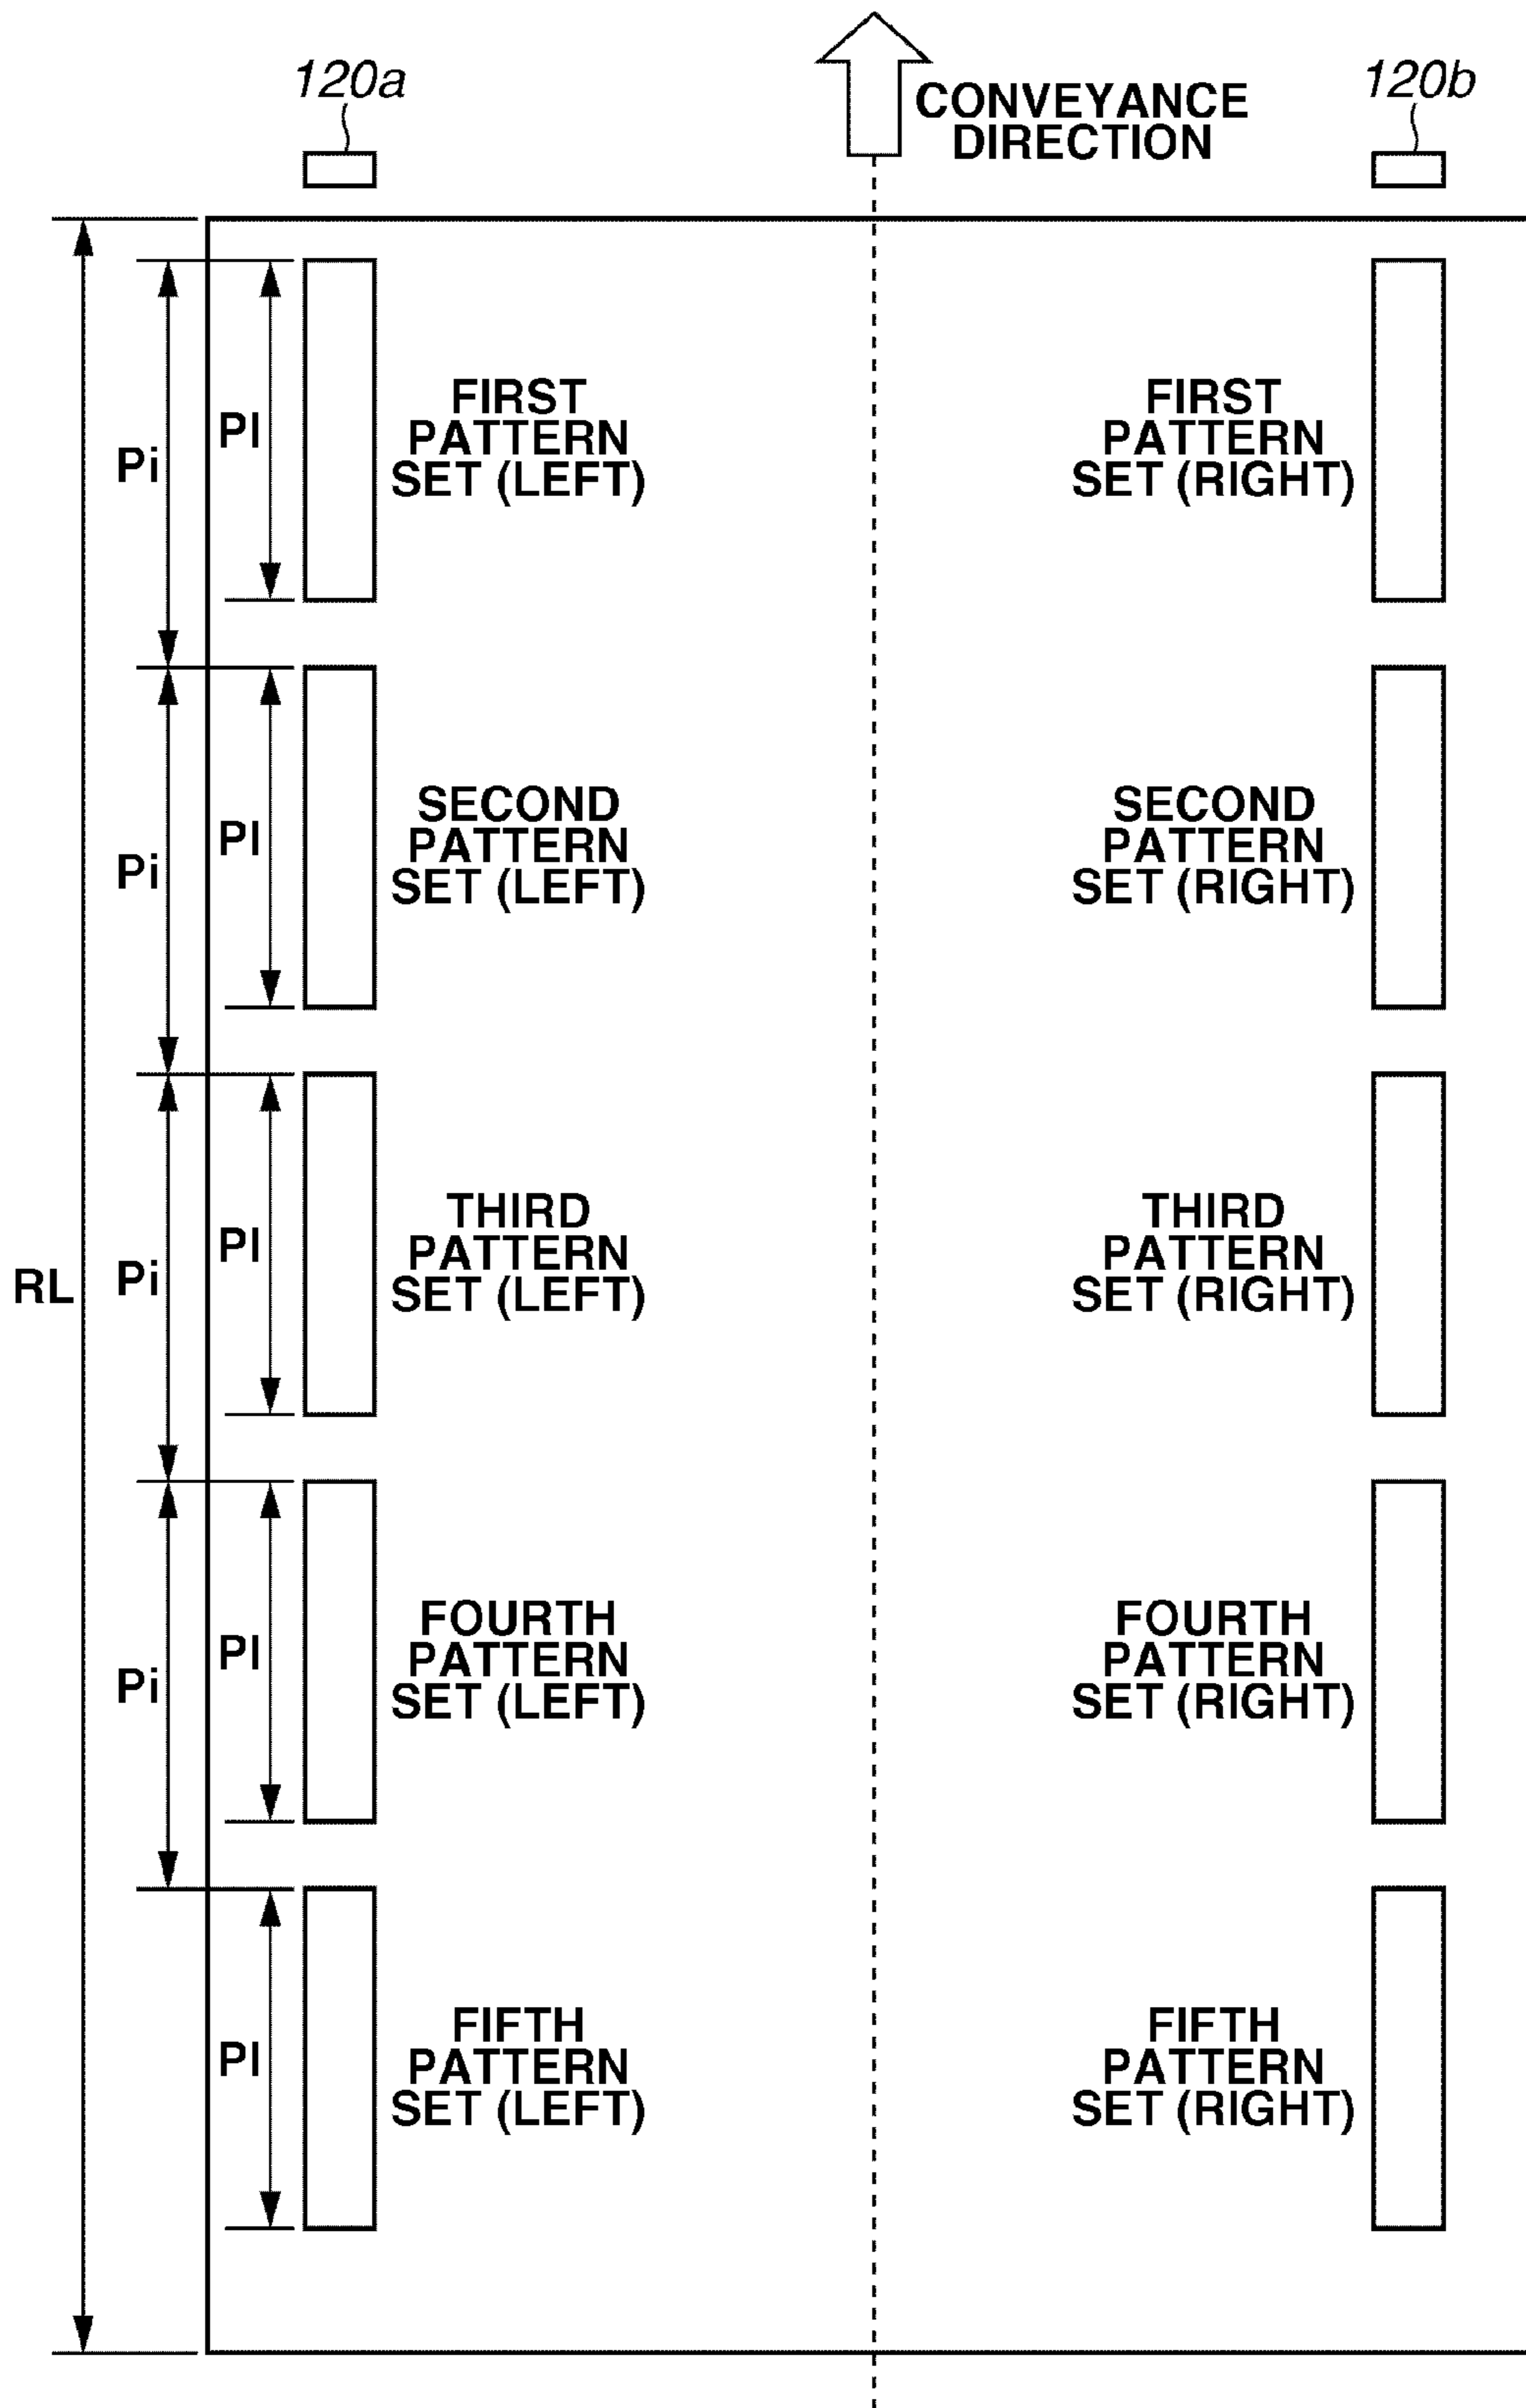 120a
120b
CONVEYANCE
DIRECTION
Pi
Pl
FIRST
PATTERN
SET (LEFT)
FIRST
PATTERN
SET (RIGHT)
Pi
Pl
SECOND
PATTERN
SET (LEFT)
SECOND
PATTERN
SET (RIGHT)
RL
Pi
Pl
THIRD
PATTERN
SET (LEFT)
THIRD
PATTERN
SET (RIGHT)
Pi
Pl
FOURTH
PATTERN
SET (LEFT)
FOURTH
PATTERN
SET (RIGHT)
Pl
FIFTH
PATTERN
SET (LEFT)
FIFTH
PATTERN
SET (RIGHT)